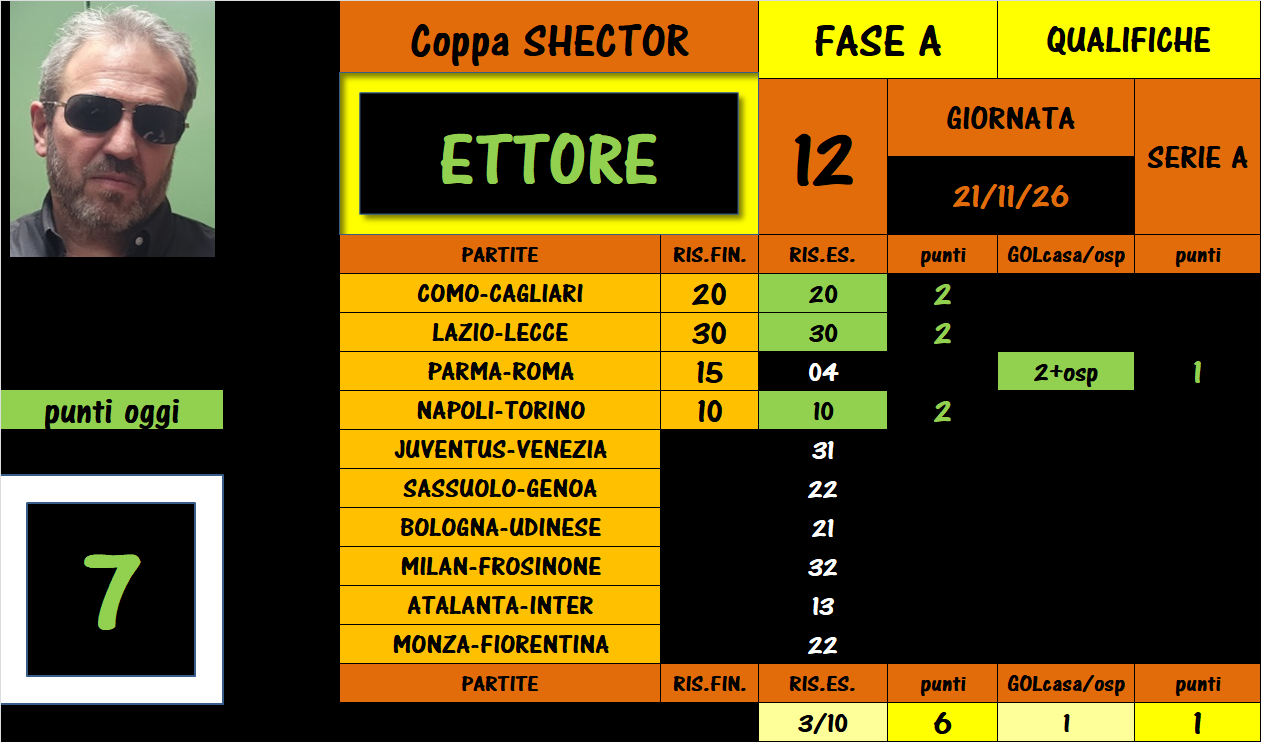 Coppa SHECTOR FASE A QUALIFICHE
ETTORE 12 GIORNATA SERIE A
21/11/26
PARTITE RIS.FIN. RIS.ES. punti GOLcasa/osp punti
COMO-CAGLIARI 20 20 2
LAZIO-LECCE 30 30 2
PARMA-ROMA 15 04 2+osp 1
punti oggi
NAPOLI-TORINO 10 10 2
JUVENTUS-VENEZIA 31
SASSUOLO-GENOA 22
BOLOGNA-UDINESE 21
7
MILAN-FROSINONE 32
ATALANTA-INTER 13
MONZA-FIORENTINA 22
PARTITE RIS.FIN. RIS.ES. punti GOLcasa/osp punti
3/10 6 1 1